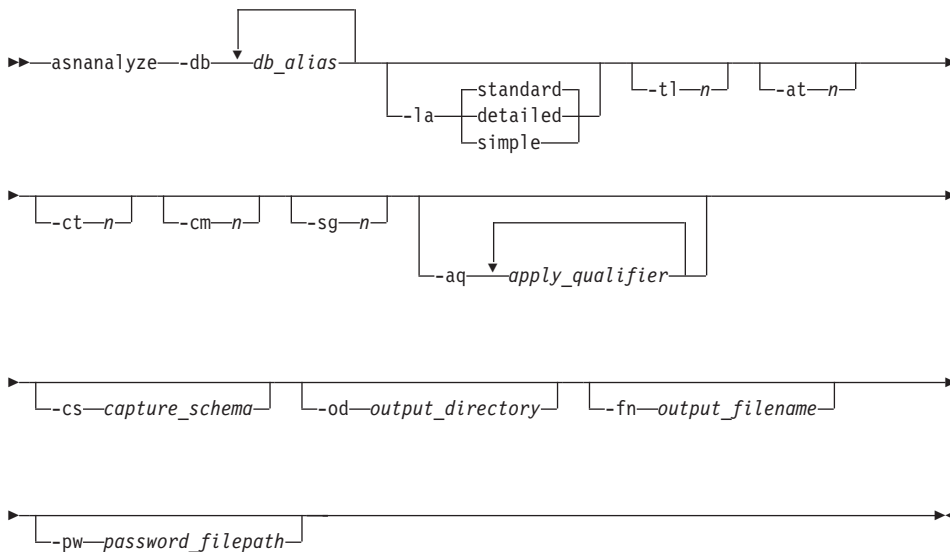 asnanalyze -db db_alias
-la standard
detailed
simple
-tl n
-at n
-ct n
-cm n
-sg n
-aq apply_qualifier
-cs capture_schema
-od output_directory
-fn output_filename
-pw password_filepath